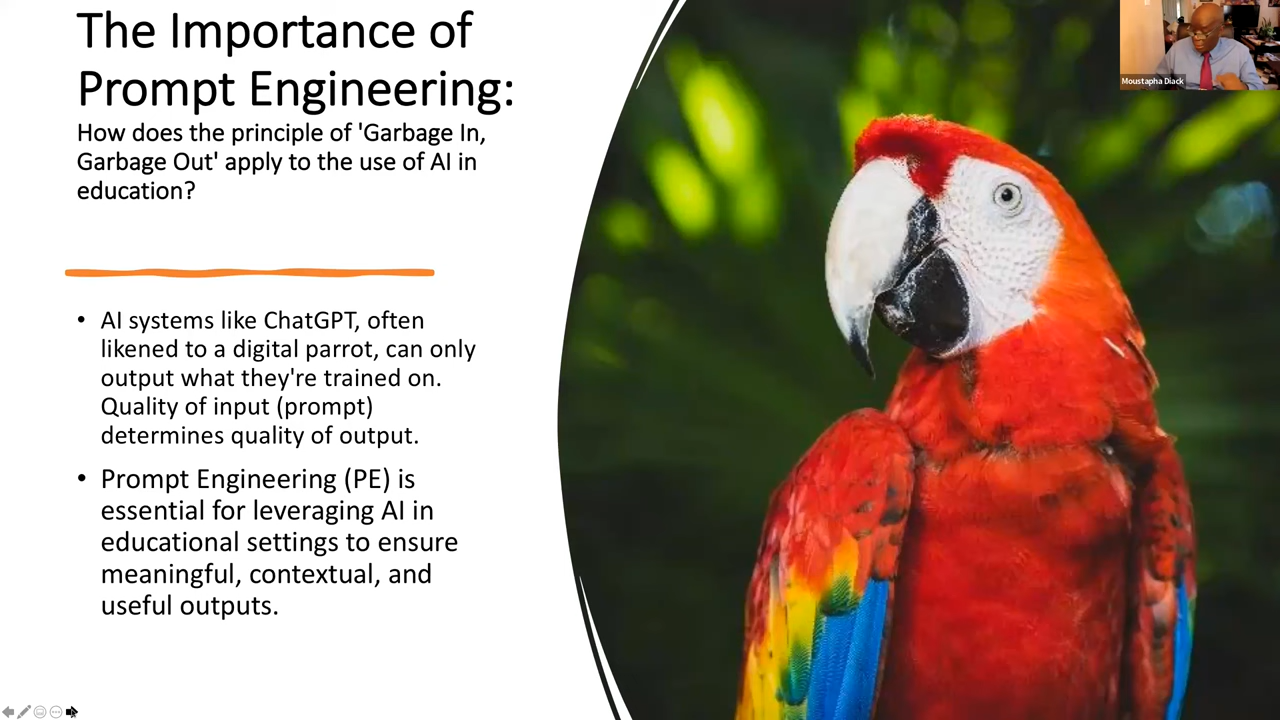 The Importance of
Prompt Engineering:
How does the principle of 'Garbage In,
Garbage Out' apply to the use of AI in
education?
• AI systems like ChatGPT, often
likened to a digital parrot, can only
output what they're trained on.
Quality of input (prompt)
determines quality of output.
• Prompt Engineering (PE) is
essential for leveraging AI in
educational settings to ensure
meaningful, contextual, and
useful outputs.
Moustapha Diack